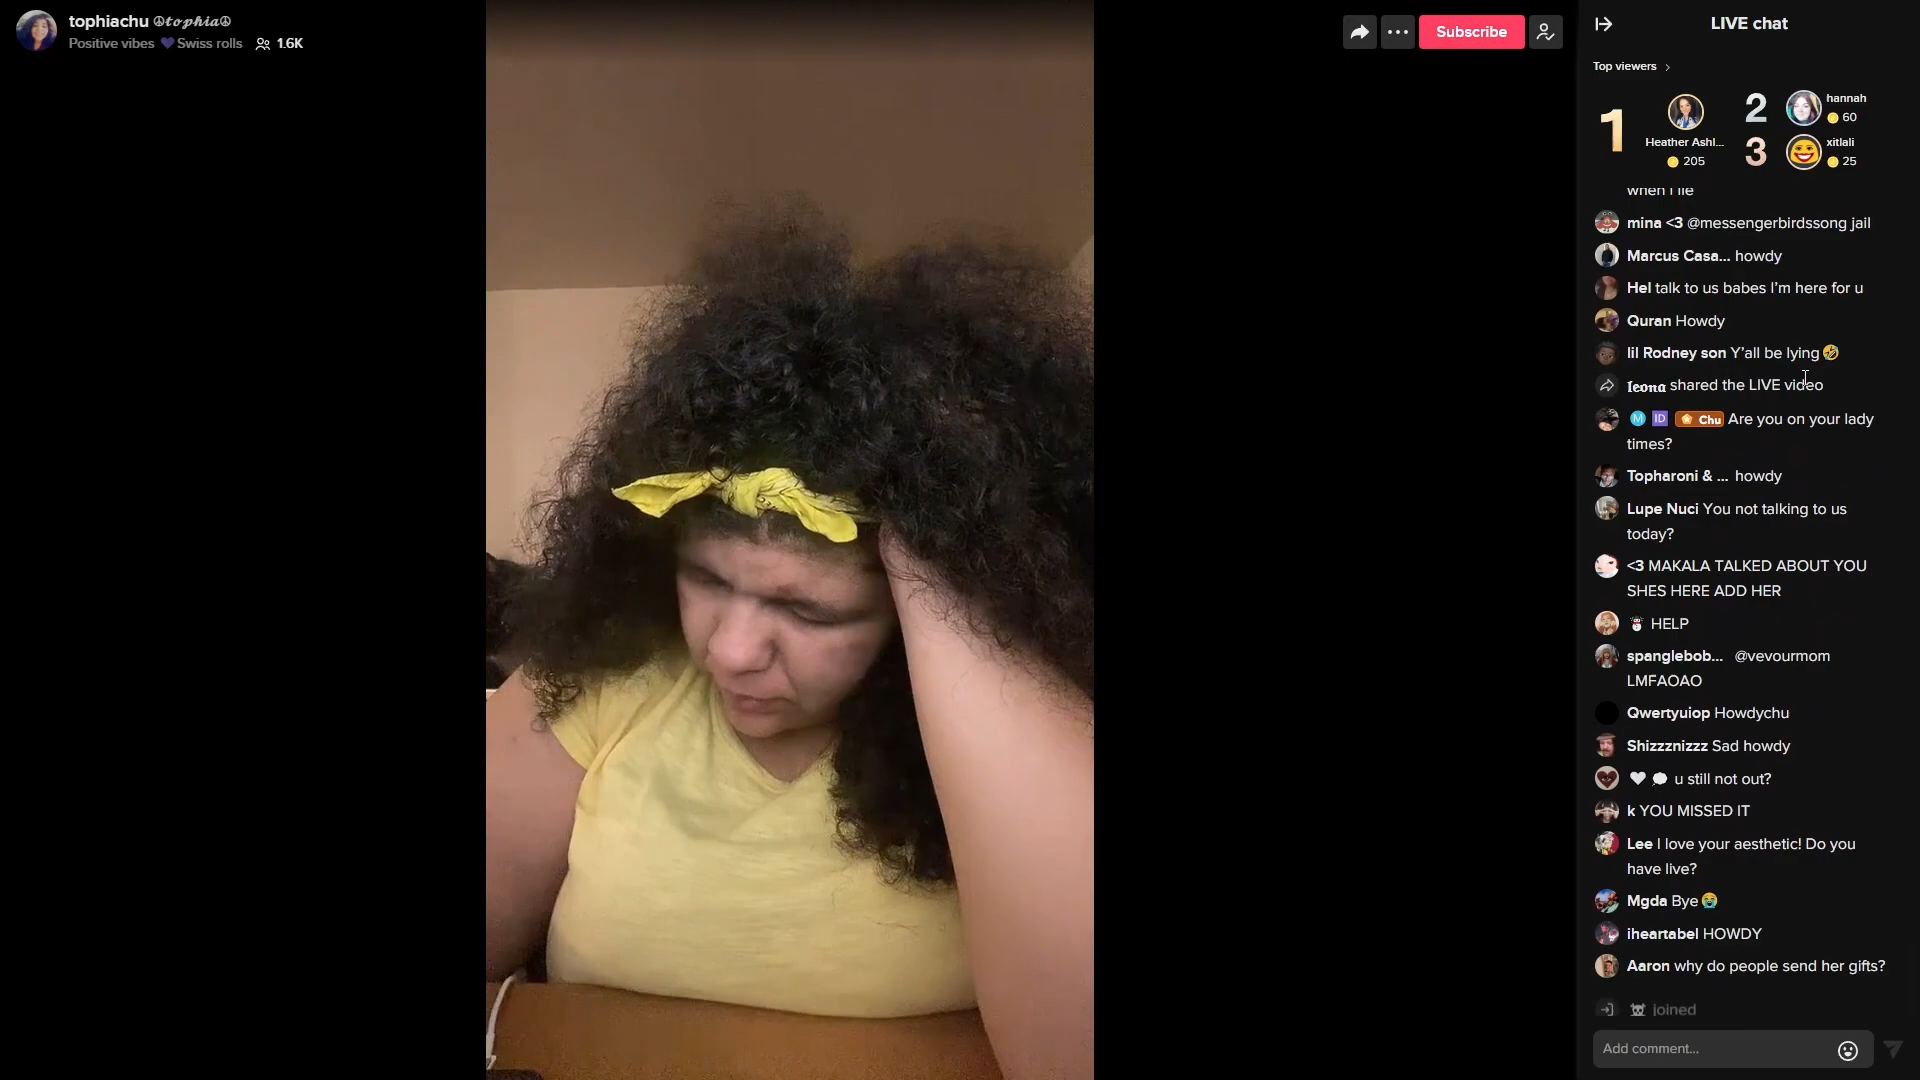 tophiachu ☮𝓽𝓸𝓹𝓱𝓲𝓪☮
Positive vibes 💜 Swiss rolls 1.6K
Subscribe
LIVE chat
Top viewers >
1
Heather Ashl...
205
2
hannah
60
3
xitlali
25
when I lie
mina <3 @messengerbirdssong jail
Marcus Casa... howdy
Hel talk to us babes I’m here for u
Quran Howdy
lil Rodney son Y’all be lying🤣
𝕴𝖊𝖔𝖓𝖆 shared the LIVE video
Ⓜ️ 🆔 Chu Are you on your lady
times?
Topharoni & ... howdy
Lupe Nuci You not talking to us
today?
<3 MAKALA TALKED ABOUT YOU
SHES HERE ADD HER
⛄ HELP
spanglebob... @vevourmom
LMFAOAO
Qwertyuiop Howdychu
Shizzznizzz Sad howdy
🤍 💭 u still not out?
k YOU MISSED IT
Lee I love your aesthetic! Do you
have live?
Mgda Bye😭
iheartabel HOWDY
Aaron why do people send her gifts?
☠ joined
Add comment...